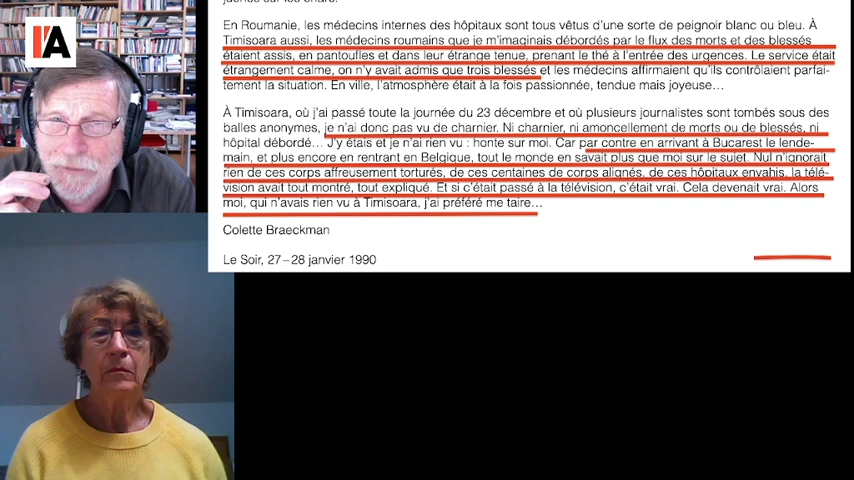 IA
En Roumanie, les médecins internes des hôpitaux sont tous vêtus d'une sorte de peignoir blanc ou bleu. À
Timisoara aussi, les médecins roumains que je m'imaginais débordés par le flux des morts et des blessés
étaient assis, en pantoufles et dans leur étrange tenue, prenant le thé à l'entrée des urgences. Le service était
étrangement calme, on n'y avait admis que trois blessés et les médecins affirmaient qu'ils contrôlaient parfai-
tement la situation. En ville, l'atmosphère était à la fois passionnée, tendue mais joyeuse…
À Timisoara, où j'ai passé toute la journée du 23 décembre et où plusieurs journalistes sont tombés sous des
balles anonymes, je n'ai donc pas vu de charnier. Ni charnier, ni amoncellement de morts ou de blessés, ni
hôpital débordé… J'y étais et je n'ai rien vu : honte sur moi. Car par contre en arrivant à Bucarest le lende-
main, et plus encore en rentrant en Belgique, tout le monde en savait plus que moi sur le sujet. Nul n'ignorait
rien de ces corps affreusement torturés, de ces centaines de corps alignés, de ces hôpitaux envahis, la télé-
vision avait tout montré, tout expliqué. Et si c'était passé à la télévision, c'était vrai. Cela devenait vrai. Alors
moi, qui n'avais rien vu à Timisoara, j'ai préféré me taire…
Colette Braeckman
Le Soir, 27–28 janvier 1990